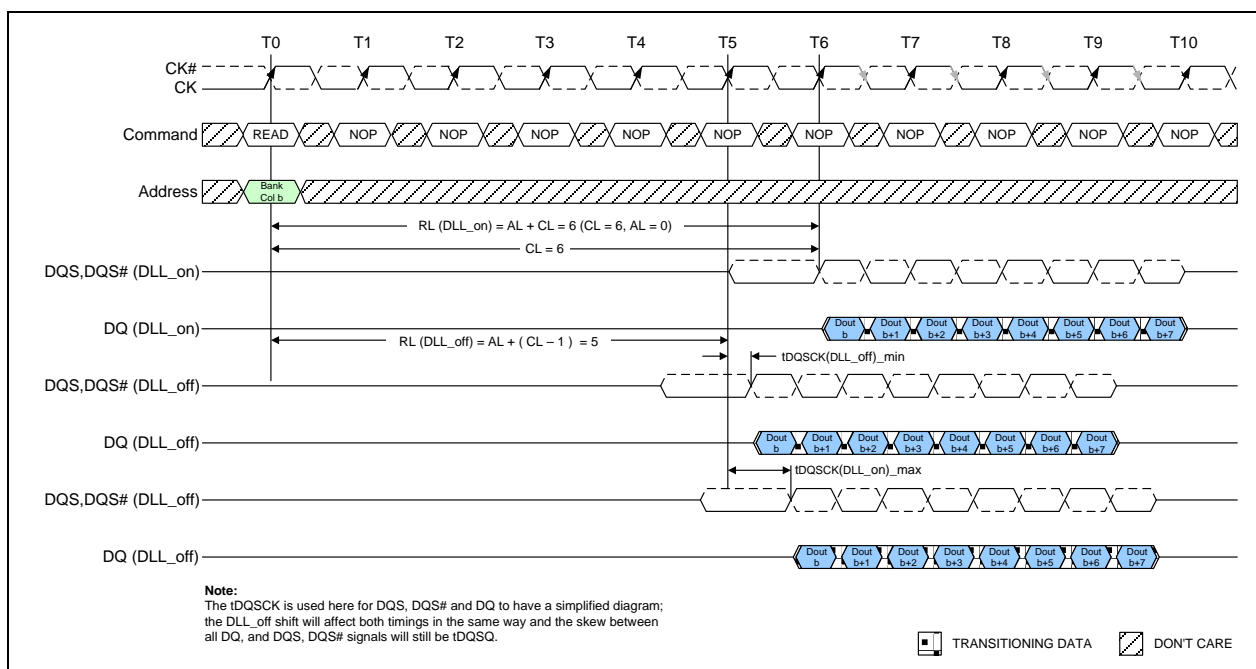 T0 T1 T2 T3 T4 T5 T6 T7 T8 T9 T10
CK#
CK
Command READ NOP NOP NOP NOP NOP NOP NOP NOP NOP NOP
Address Bank
Col b
RL (DLL_on) = AL + CL = 6 (CL = 6, AL = 0)
CL = 6
DQS,DQS# (DLL_on)
DQ (DLL_on) Dout Dout Dout Dout Dout Dout Dout Dout
b b+1 b+2 b+3 b+4 b+5 b+6 b+7
RL (DLL_off) = AL + ( CL – 1 ) = 5
tDQSCK(DLL_off)_min
DQS,DQS# (DLL_off)
DQ (DLL_off) Dout Dout Dout Dout Dout Dout Dout Dout
b b+1 b+2 b+3 b+4 b+5 b+6 b+7
tDQSCK(DLL_on)_max
DQS,DQS# (DLL_off)
DQ (DLL_off) Dout Dout Dout Dout Dout Dout Dout Dout
b b+1 b+2 b+3 b+4 b+5 b+6 b+7
Note:
The tDQSCK is used here for DQS, DQS# and DQ to have a simplified diagram;
the DLL_off shift will affect both timings in the same way and the skew between
all DQ, and DQS, DQS# signals will still be tDQSQ.
TRANSITIONING DATA DON'T CARE